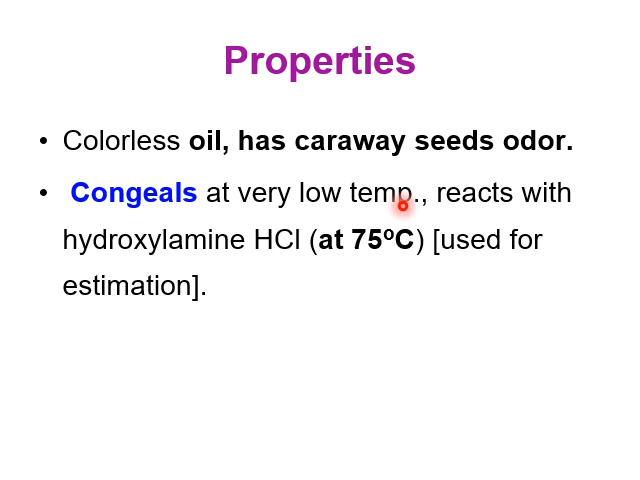 Properties
• Colorless oil, has caraway seeds odor.
• Congeals at very low temp., reacts with
hydroxylamine HCl (at 75ºC) [used for
estimation].